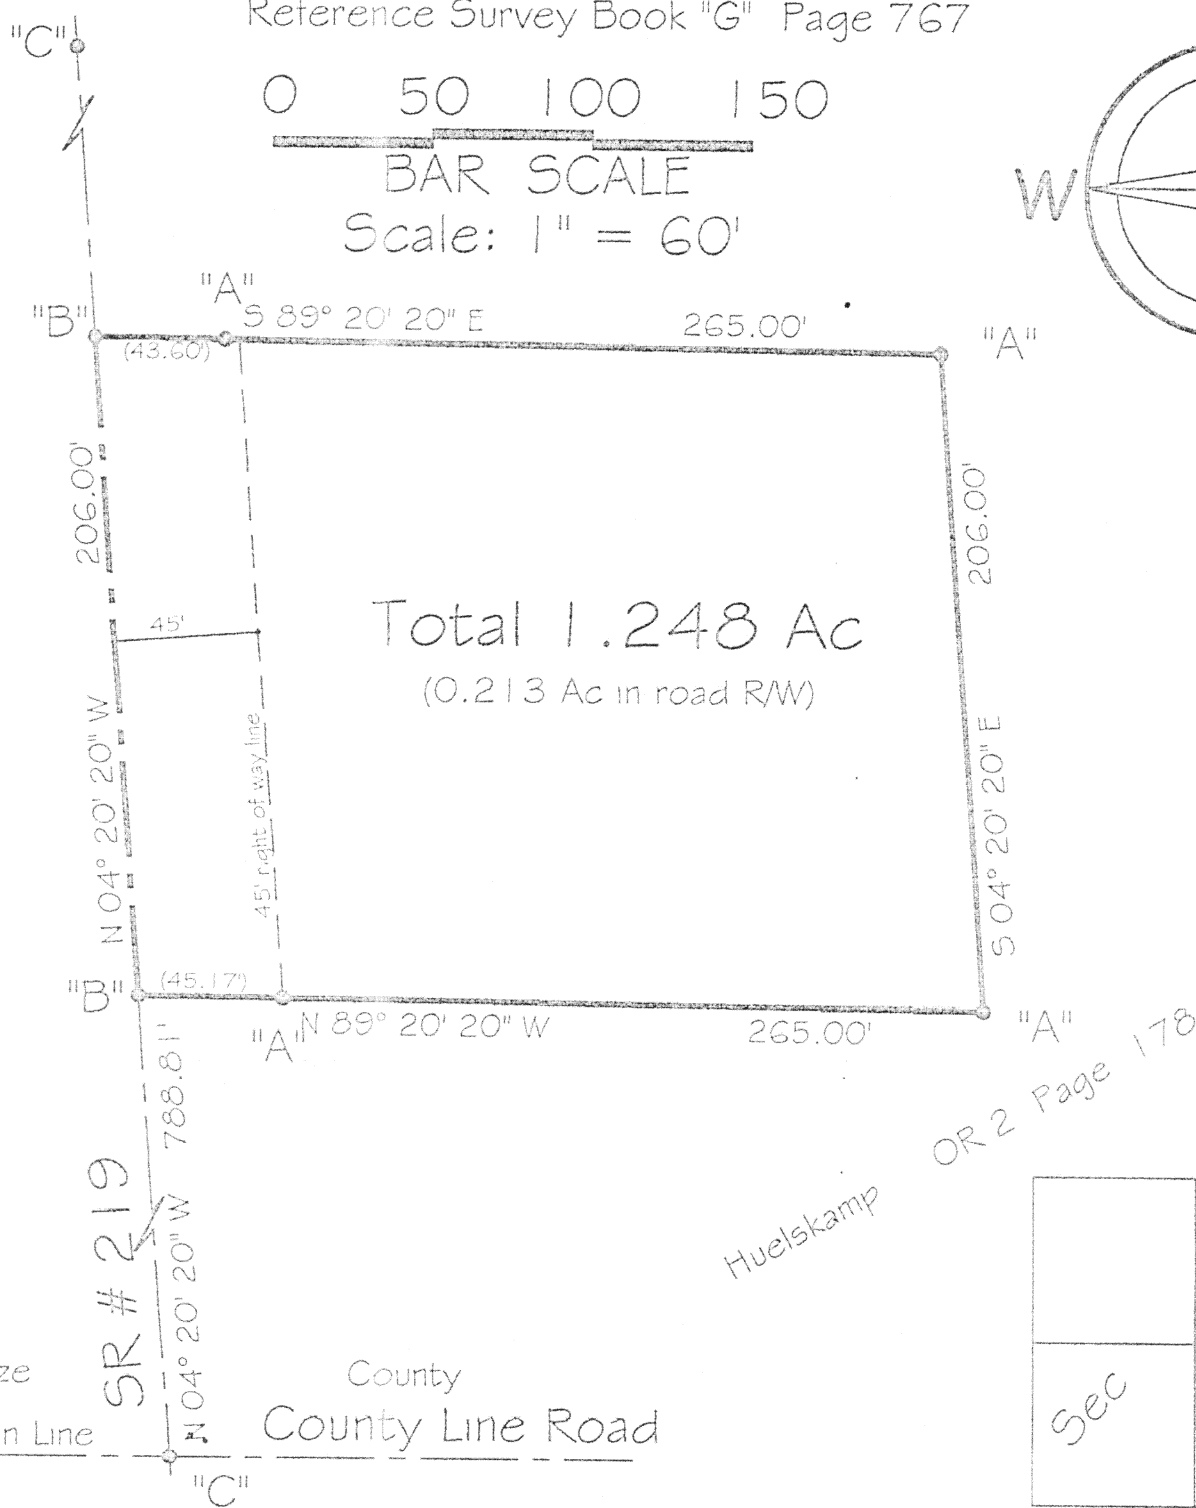 Reference Survey Book "G" Page 767
"C"
0 50 100 150
BAR SCALE
Scale: 1" = 60'
W
"A"
"B"
S 89° 20' 20" E 265.00'
"A"
(43.60')
206.00'
206.00'
45'
Total 1.248 Ac
(0.213 Ac in road R/W)
N 04° 20' 20" W
45' right of way line
S 04° 20' 20" E
"B"
(45.17')
"A"
N 89° 20' 20" W 265.00'
"A"
N 04° 20' 20" W 788.81'
SR # 219
Huelskamp OR 2 Page 178
ze
County
n Line
County Line Road
"C"
Sec